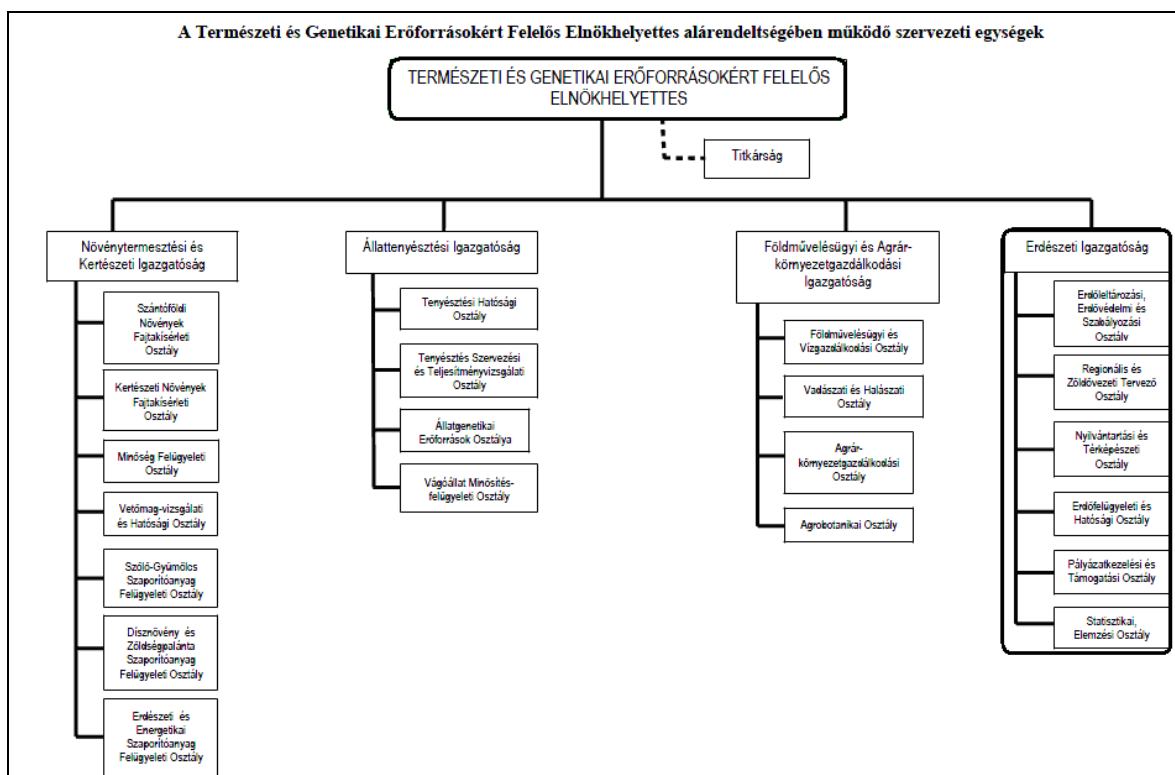 A Természeti és Genetikai Erőforrásokért Felelős Elnökhelyettes alárendeltségében működő szervezeti egységek
TERMÉSZETI ÉS GENETIKAI ERŐFORRÁSOKÉRT FELELŐS
ELNÖKHELYETTES
Titkárság
Növénytermesztési és
Kertészeti Igazgatóság
Szántóföldi
Növények
Fajtakísérleti
Osztály
Kertészeti Növények
Fajtakísérleti
Osztály
Minőség Felügyeleti
Osztály
Vetőmag-vizsgálati
és Hatósági Osztály
Szőlő-Gyümölcs
Szaporítóanyag
Felügyeleti Osztály
Dísznövény és
Zöldségpalánta
Szaporítóanyag
Felügyeleti Osztály
Erdészeti és
Energetikai
Szaporítóanyag
Felügyeleti Osztály
Állattenyésztési Igazgatóság
Tenyésztési Hatósági
Osztály
Tenyésztés Szervezési
és Teljesítményvizsgálati
Osztály
Állatgenetikai
Erőforrások Osztálya
Vágóállat Minősítés-
felügyeleti Osztály
Földművelésügyi és Agrár-
környezetgazdálkodási
Igazgatóság
Földművelésügyi és
Vízgazdálkodási Osztály
Vadászati és Halászati
Osztály
Agrár-
környezetgazdálkodási
Osztály
Agrobotanikai Osztály
Erdészeti Igazgatóság
Erdőleltározási,
Erdővédelmi és
Szabályozási
Osztály
Regionális és
Zöldövezeti Tervező
Osztály
Nyilvántartási és
Térképészeti
Osztály
Erdőfelügyeleti és
Hatósági Osztály
Pályázatkezelési és
Támogatási Osztály
Statisztikai,
Elemzési Osztály